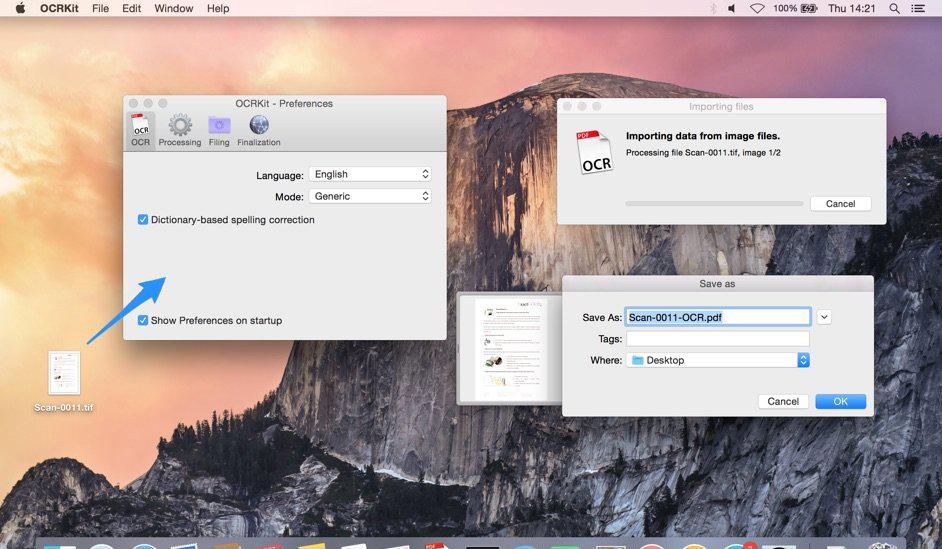 OCRKit File Edit Window Help
100% Thu 14:21
OCRKit - Preferences
OCR
OCR Processing Filing Finalization
Language: English
Mode: Generic
Dictionary-based spelling correction
Show Preferences on startup
Scan-0011.tif
Importing files
PDF
OCR
Importing data from image files.
Processing file Scan-0011.tif, image 1/2
Cancel
Save as
Save As: Scan-0011-OCR.pdf
Tags:
Where: Desktop
Cancel OK